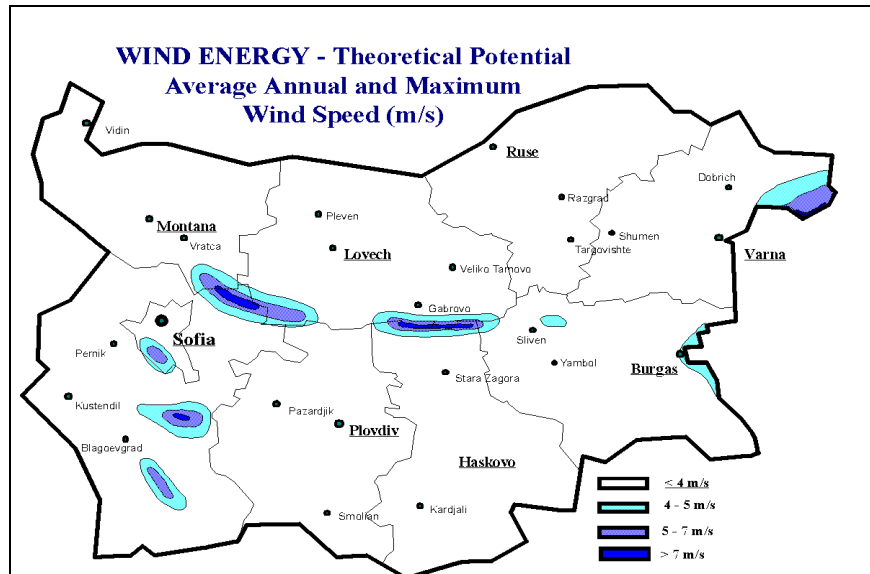 WIND ENERGY - Theoretical Potential
Average Annual and Maximum
Wind Speed (m/s)
Vidin
Ruse
Dobrich
Razgrad
Pleven
Montana
Vratca
Shumen
Targovishte
Varna
Lovech
Veliko Tarnovo
Gabrovo
Sofia
Sliven
Pernik
Yambol
Burgas
Stara Zagora
Kustendil
Pazardjik
Plovdiv
Blagoevgrad
Haskovo
Smolian
Kardjali
< 4 m/s
4 - 5 m/s
5 - 7 m/s
> 7 m/s